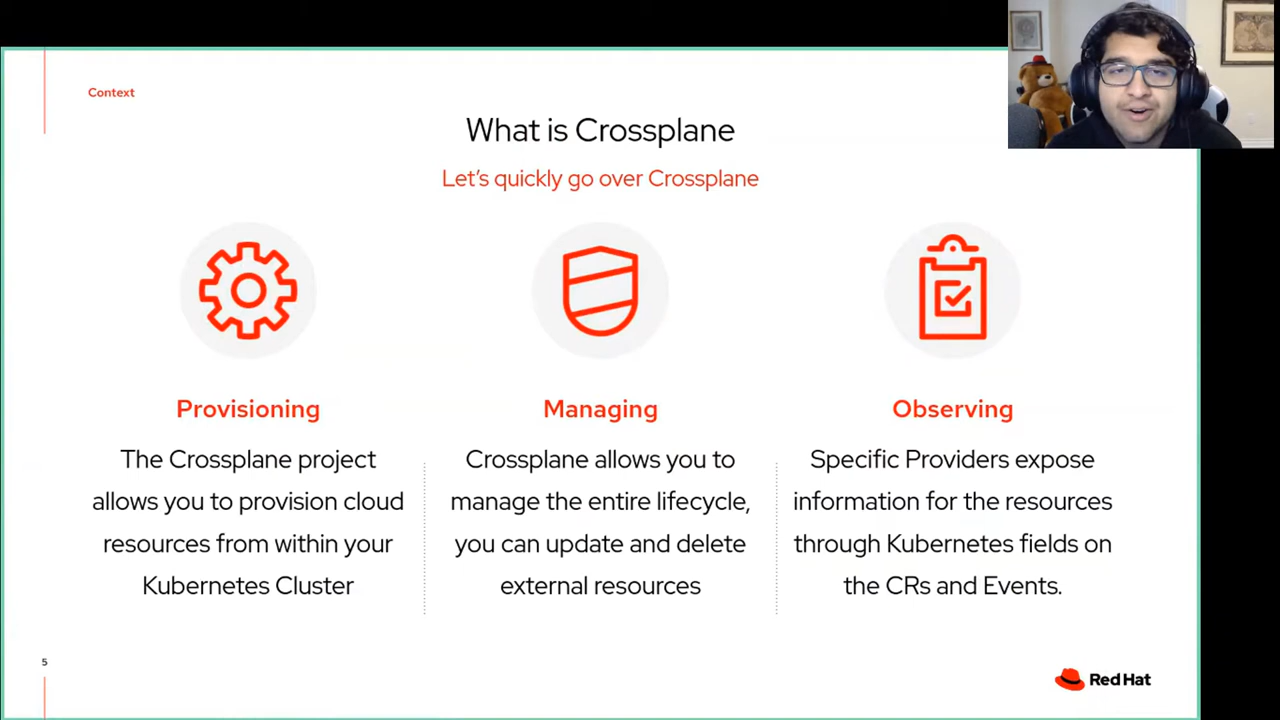 Context
What is Crossplane
Let's quickly go over Crossplane
Provisioning
The Crossplane project
allows you to provision cloud
resources from within your
Kubernetes Cluster
Managing
Crossplane allows you to
manage the entire lifecycle,
you can update and delete
external resources
Observing
Specific Providers expose
information for the resources
through Kubernetes fields on
the CRs and Events.
5
Red Hat